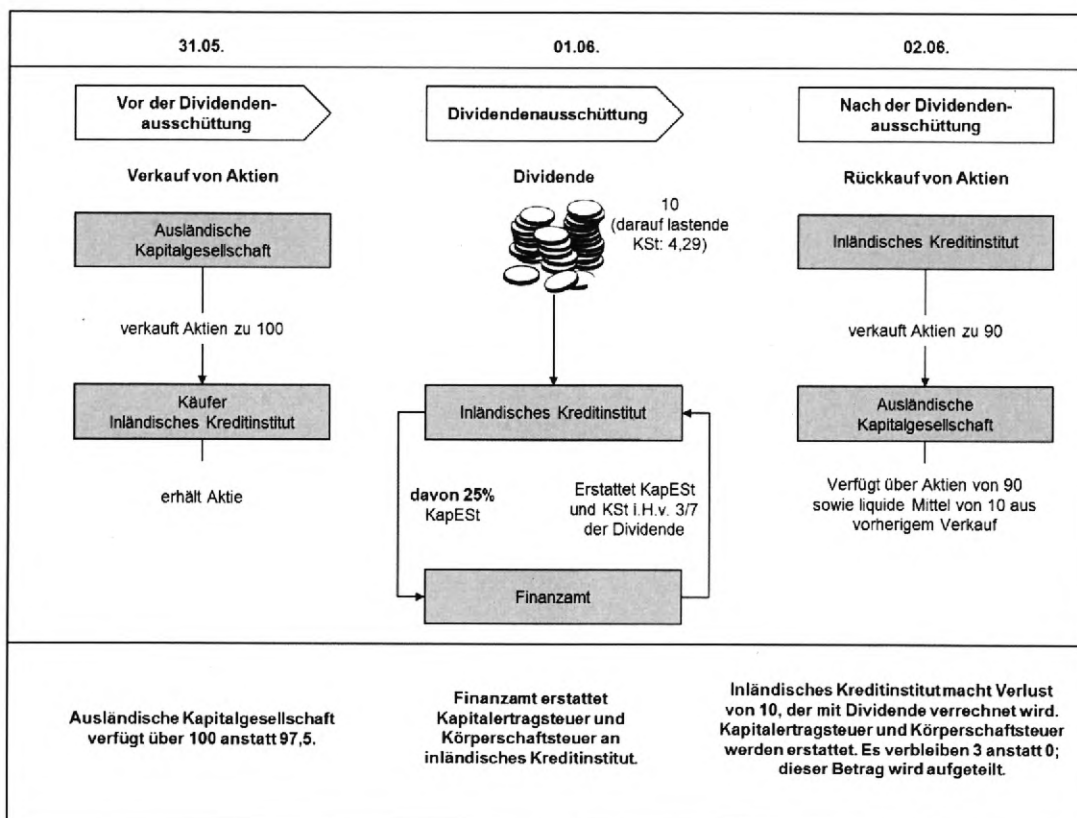 31.05.
01.06.
02.06.
Vor der Dividenden-
ausschüttung
Dividendenausschüttung
Nach der Dividenden-
ausschüttung
Verkauf von Aktien
Dividende
Rückkauf von Aktien
Ausländische
Kapitalgesellschaft
10
(darauf lastende
KSt: 4,29)
Inländisches Kreditinstitut
verkauft Aktien zu 100
verkauft Aktien zu 90
Käufer
Inländisches Kreditinstitut
Inländisches Kreditinstitut
Ausländische
Kapitalgesellschaft
erhält Aktie
davon 25%
KapESt
Erstattet KapESt
und KSt i.H.v. 3/7
der Dividende
Verfügt über Aktien von 90
sowie liquide Mittel von 10 aus
vorherigem Verkauf
Finanzamt
Ausländische Kapitalgesellschaft
verfügt über 100 anstatt 97,5.
Finanzamt erstattet
Kapitalertragsteuer und
Körperschaftsteuer an
inländisches Kreditinstitut.
Inländisches Kreditinstitut macht Verlust
von 10, der mit Dividende verrechnet wird.
Kapitalertragsteuer und Körperschaftsteuer
werden erstattet. Es verbleiben 3 anstatt 0;
dieser Betrag wird aufgeteilt.